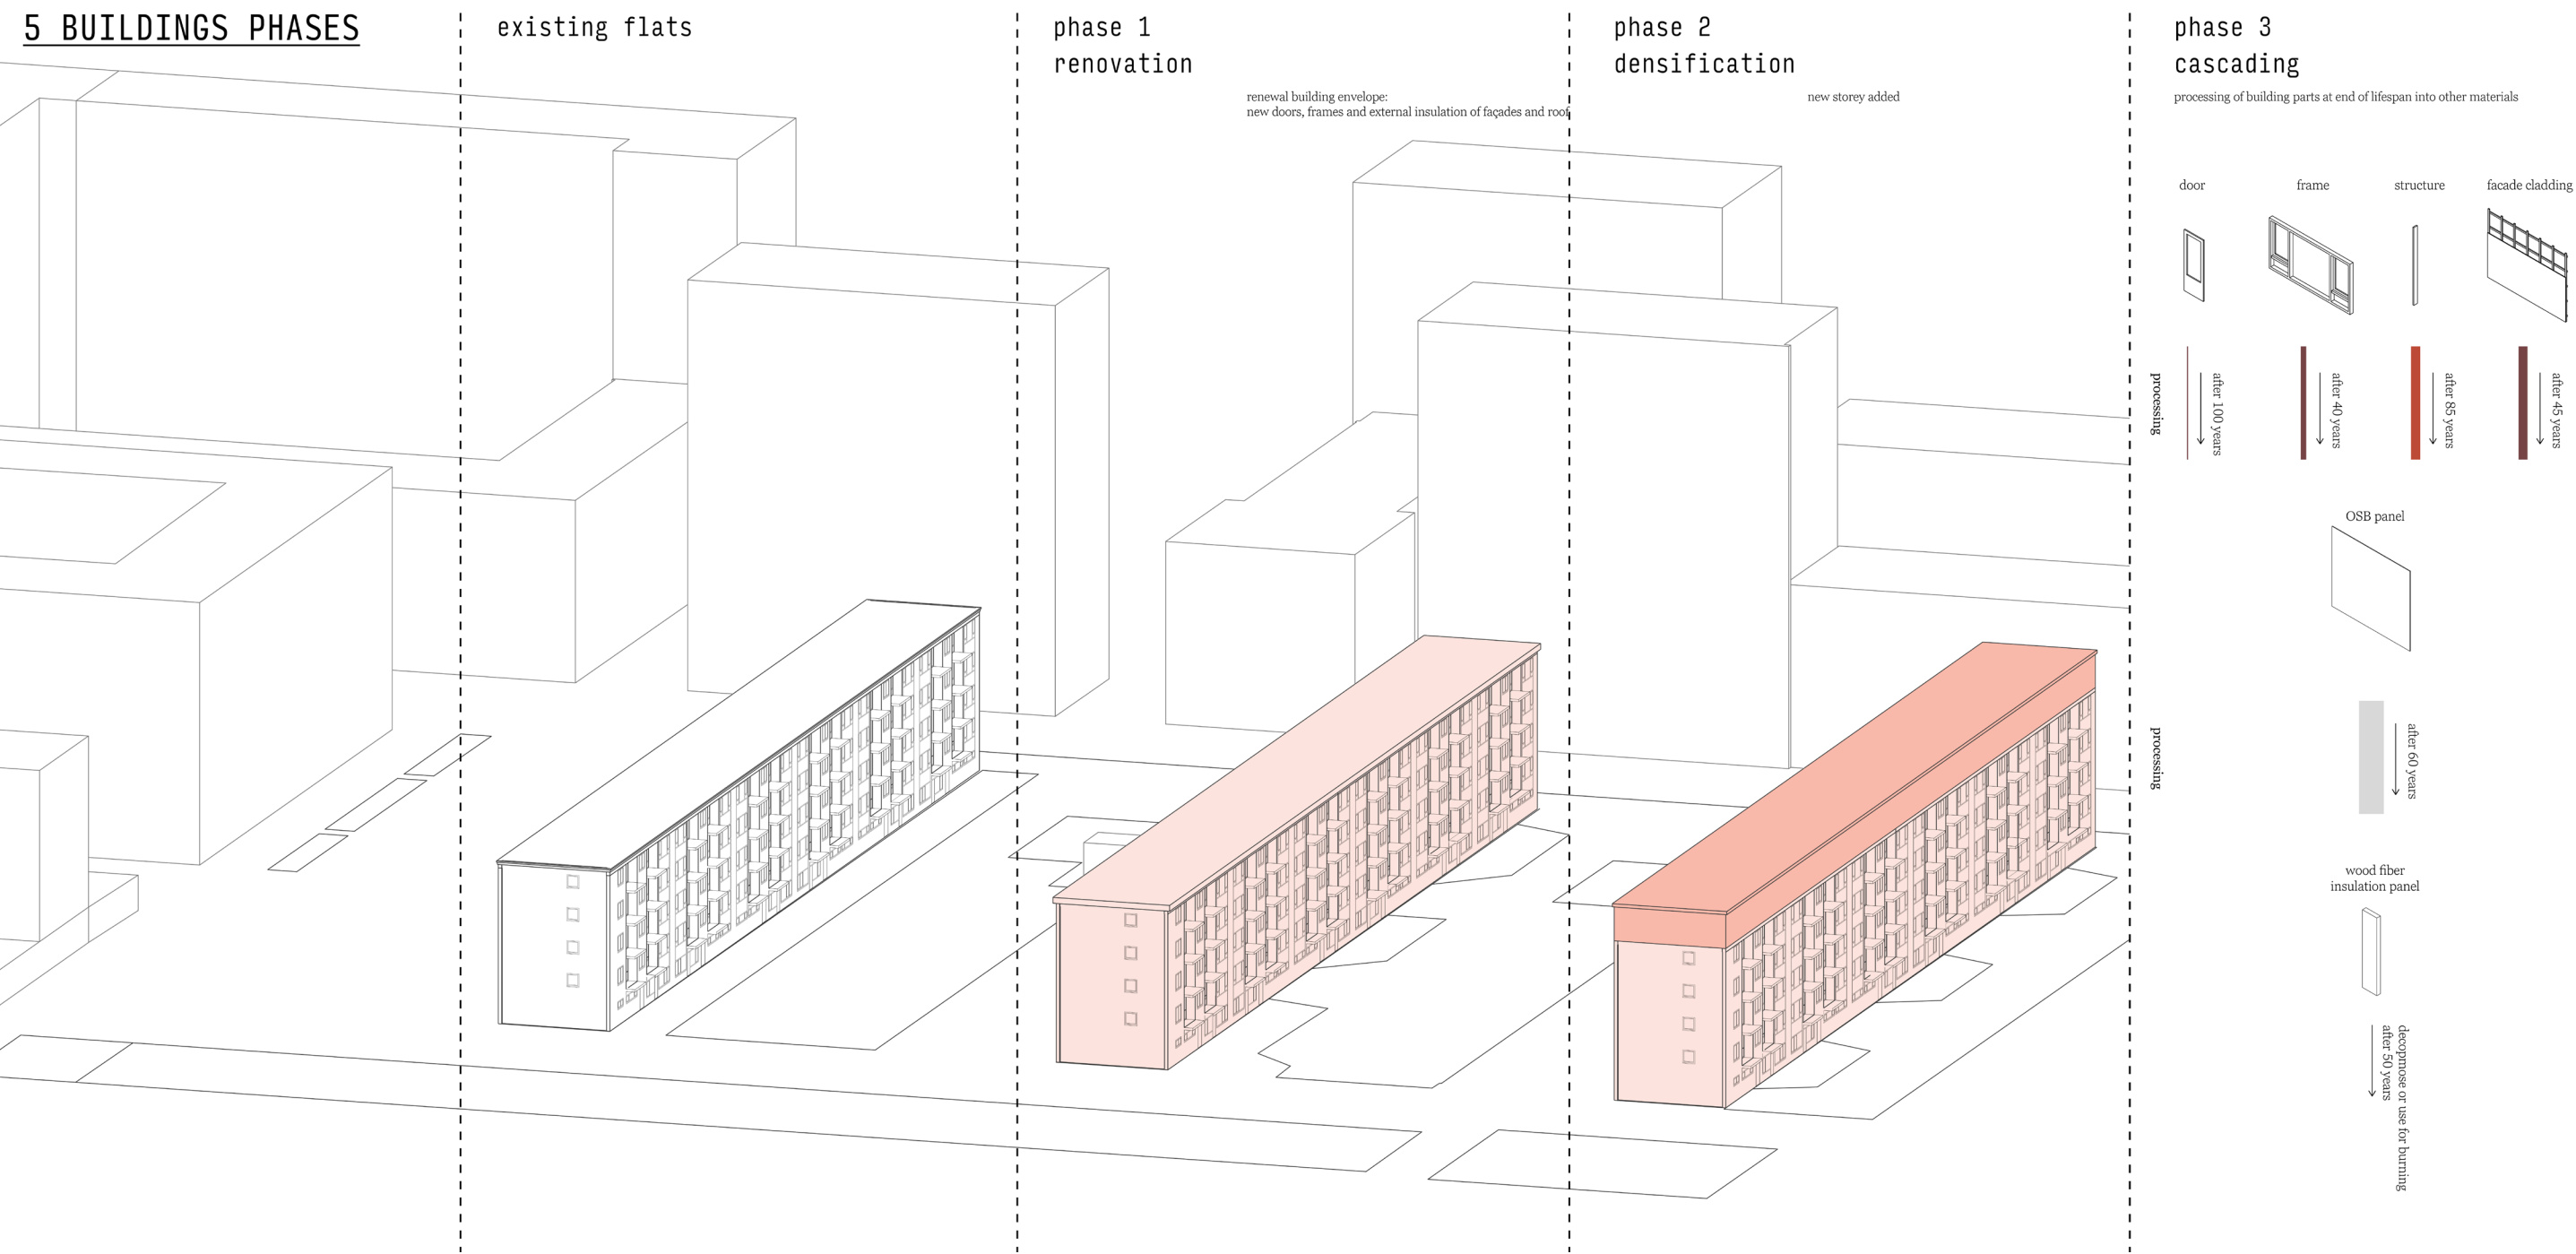 5 BUILDINGS PHASES
existing flats
phase 1
renovation
renewal building envelope:
new doors, frames and external insulation of façades and roof
phase 2
densification
new storey added
phase 3
cascading
processing of building parts at end of lifespan into other materials
door
frame
structure
facade cladding
processing
after 100 years
after 40 years
after 85 years
after 45 years
OSB panel
processing
after 60 years
wood fiber
insulation panel
decopmose or use for burning
after 50 years